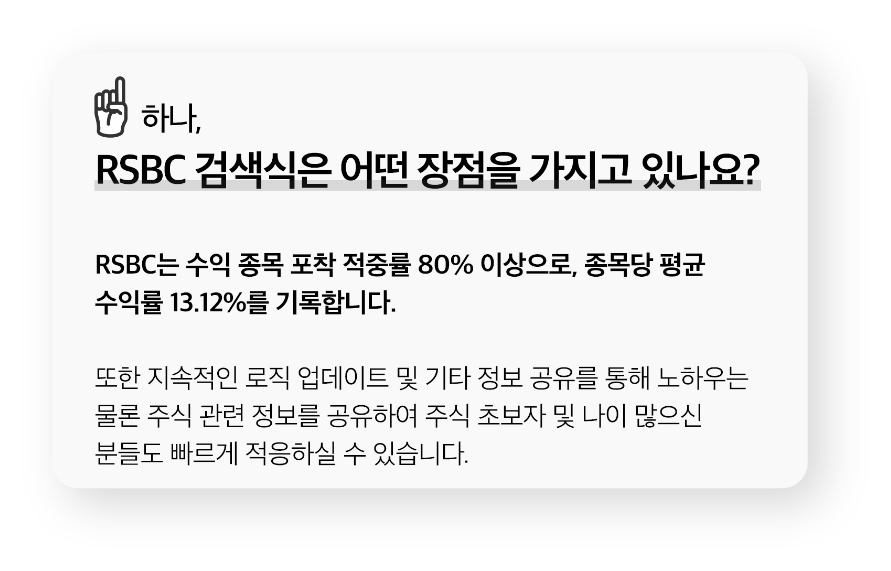 하나,
RSBC 검색식은 어떤 장점을 가지고 있나요?
RSBC는 수익 종목 포착 적중률 80% 이상으로, 종목당 평균
수익률 13.12%를 기록합니다.
또한 지속적인 로직 업데이트 및 기타 정보 공유를 통해 노하우는
물론 주식 관련 정보를 공유하여 주식 초보자 및 나이 많으신
분들도 빠르게 적응하실 수 있습니다.